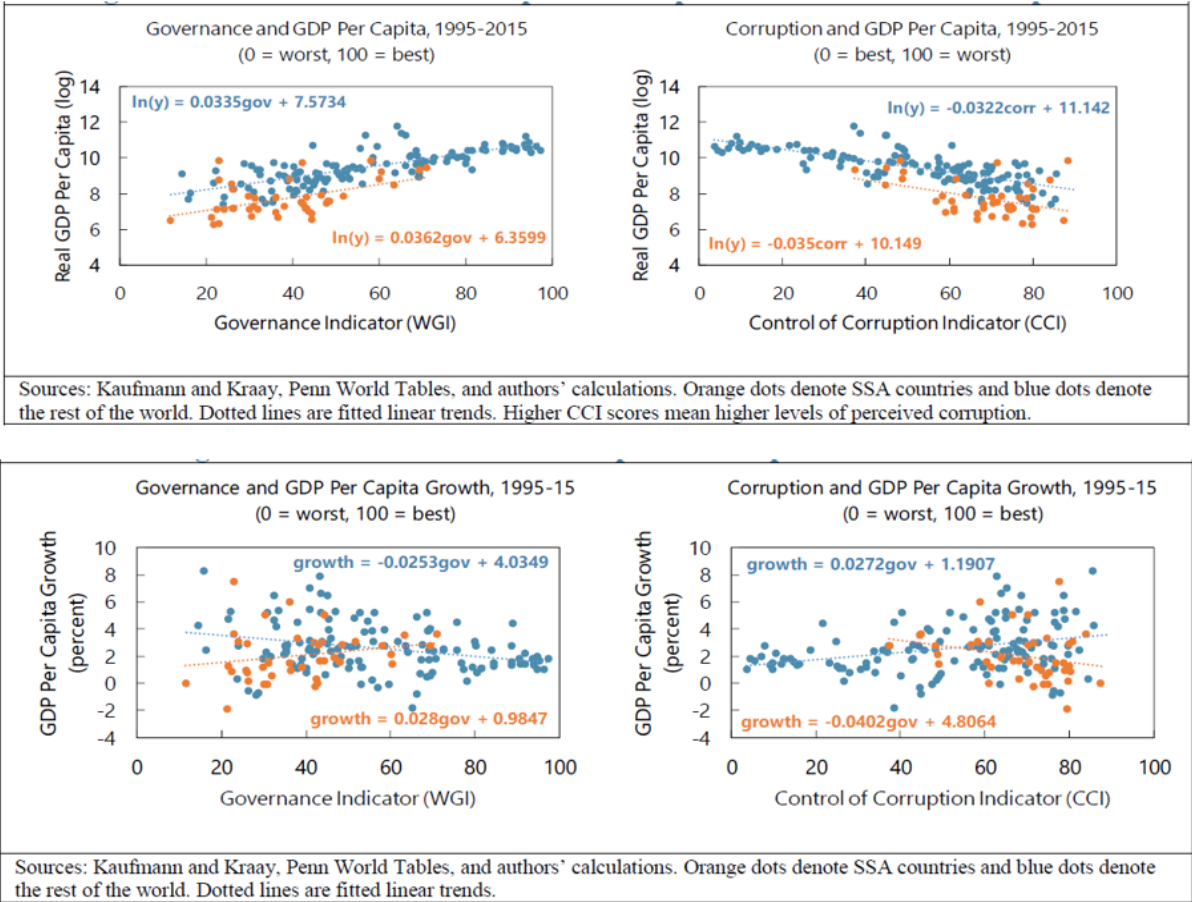 Governance and GDP Per Capita, 1995-2015
(0 = worst, 100 = best)
Real GDP Per Capita (log)
14
12
10
8
6
4
ln(y) = 0.0335gov + 7.5734
ln(y) = 0.0362gov + 6.3599
0 20 40 60 80 100
Governance Indicator (WGI)
Corruption and GDP Per Capita, 1995-2015
(0 = best, 100 = worst)
Real GDP Per Capita (log)
14
12
10
8
6
4
ln(y) = -0.0322corr + 11.142
ln(y) = -0.035corr + 10.149
0 20 40 60 80 100
Control of Corruption Indicator (CCI)
Sources: Kaufmann and Kraay, Penn World Tables, and authors' calculations. Orange dots denote SSA countries and blue dots denote
the rest of the world. Dotted lines are fitted linear trends. Higher CCI scores mean higher levels of perceived corruption.
Governance and GDP Per Capita Growth, 1995-15
(0 = worst, 100 = best)
GDP Per Capita Growth
(percent)
10
8
6
4
2
0
-2
-4
growth = -0.0253gov + 4.0349
growth = 0.028gov + 0.9847
0 20 40 60 80 100
Governance Indicator (WGI)
Corruption and GDP Per Capita Growth, 1995-15
(0 = worst, 100 = best)
GDP Per Capita Growth
(percent)
10
8
6
4
2
0
-2
-4
growth = 0.0272gov + 1.1907
growth = -0.0402gov + 4.8064
0 20 40 60 80 100
Control of Corruption Indicator (CCI)
Sources: Kaufmann and Kraay, Penn World Tables, and authors' calculations. Orange dots denote SSA countries and blue dots denote
the rest of the world. Dotted lines are fitted linear trends.